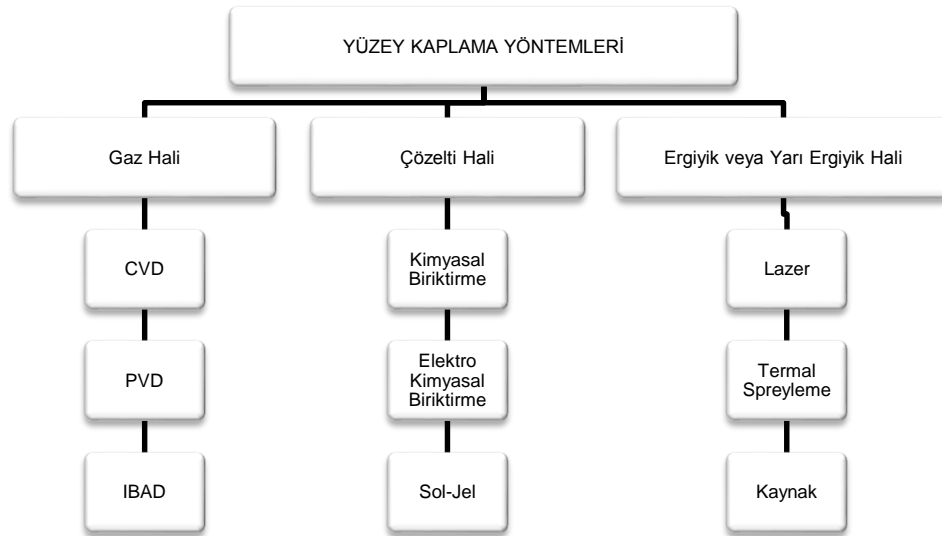 YÜZEY KAPLAMA YÖNTEMLERİ
Gaz Hali
Çözelti Hali
Ergiyik veya Yarı Ergiyik Hali
CVD
Kimyasal
Biriktirme
Lazer
PVD
Elektro
Kimyasal
Biriktirme
Termal
Spreyleme
IBAD
Sol-Jel
Kaynak